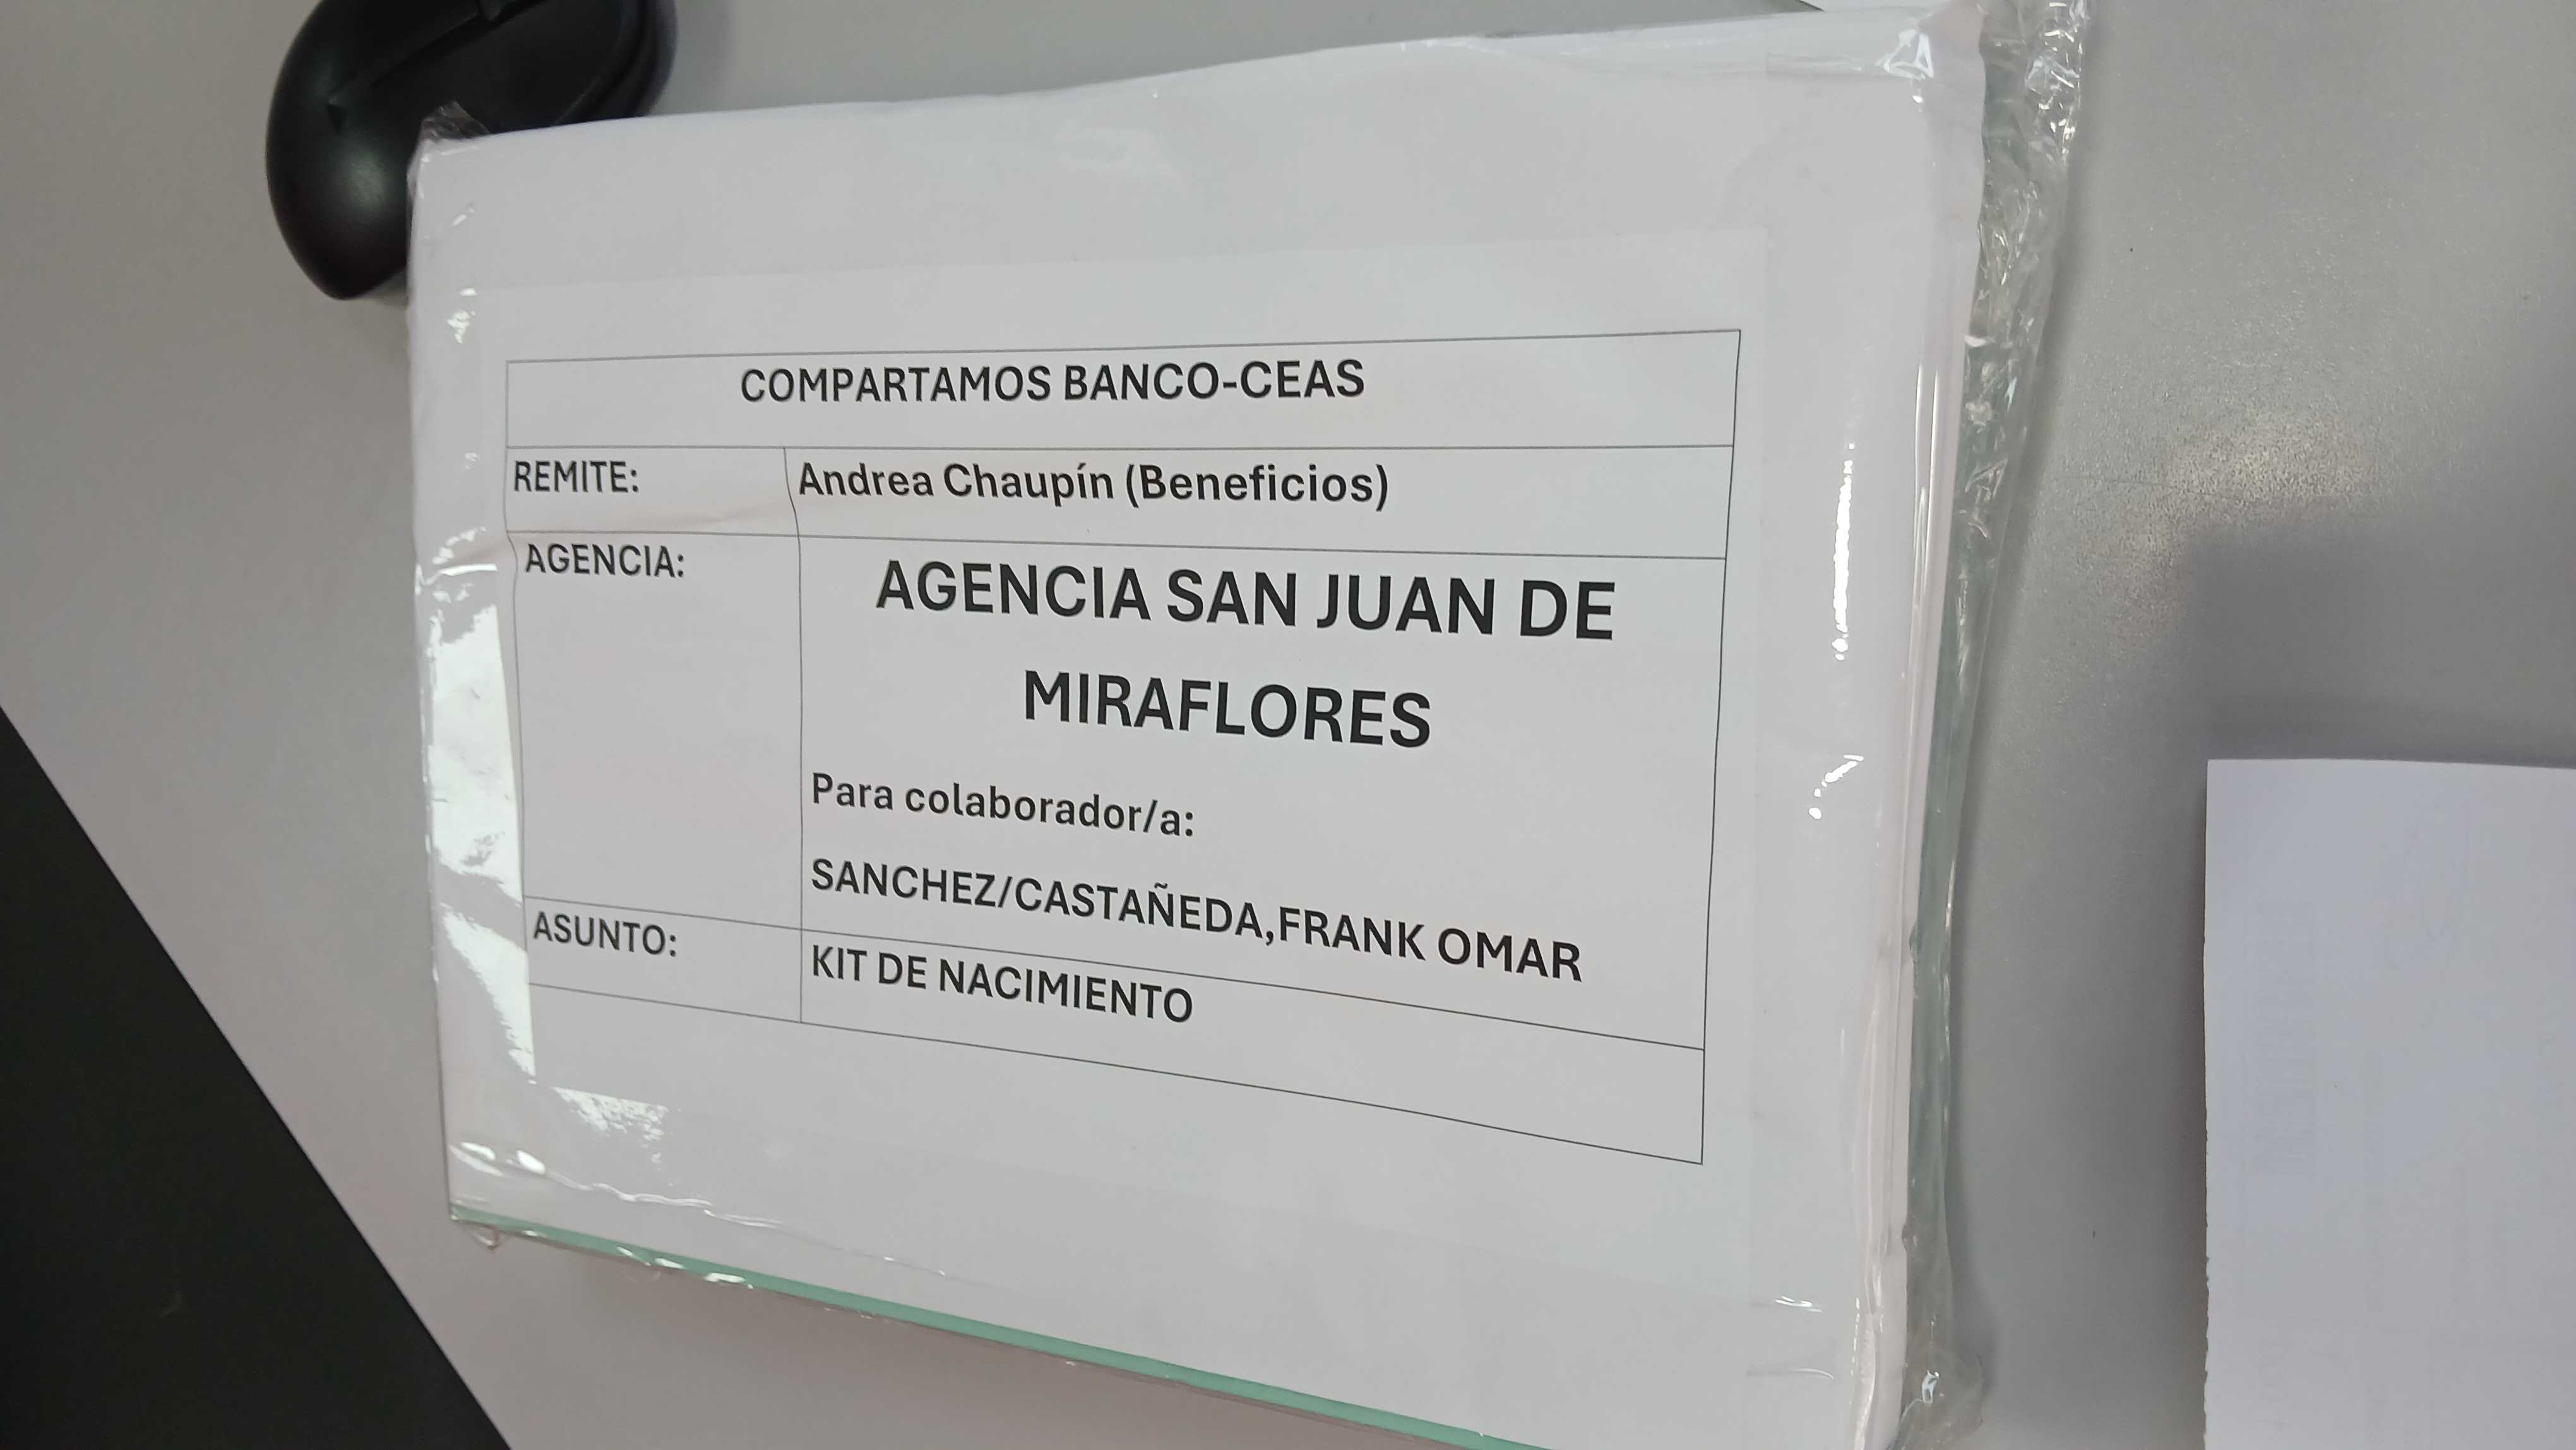 COMPARTAMOS BANCO-CEAS
REMITE: Andrea Chaupín (Beneficios)
AGENCIA: AGENCIA SAN JUAN DE
MIRAFLORES
Para colaborador/a:
SANCHEZ/CASTAÑEDA,FRANK OMAR
ASUNTO: KIT DE NACIMIENTO